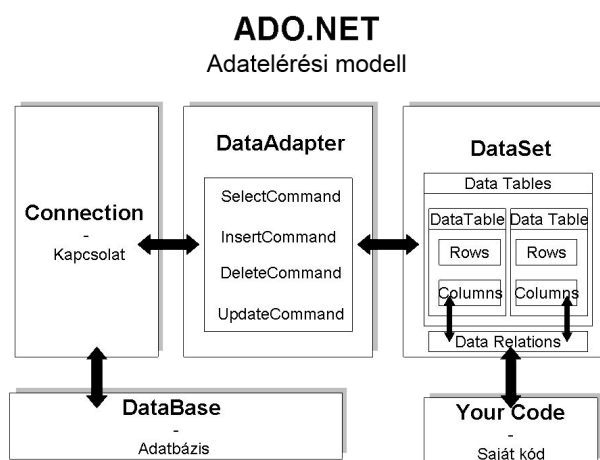 ADO.NET
Adatelérési modell
Connection
-
Kapcsolat
DataAdapter
SelectCommand
InsertCommand
DeleteCommand
UpdateCommand
DataSet
Data Tables
DataTable
Rows
Columns
Data Table
Rows
Columns
Data Relations
DataBase
-
Adatbázis
Your Code
-
Saját kód